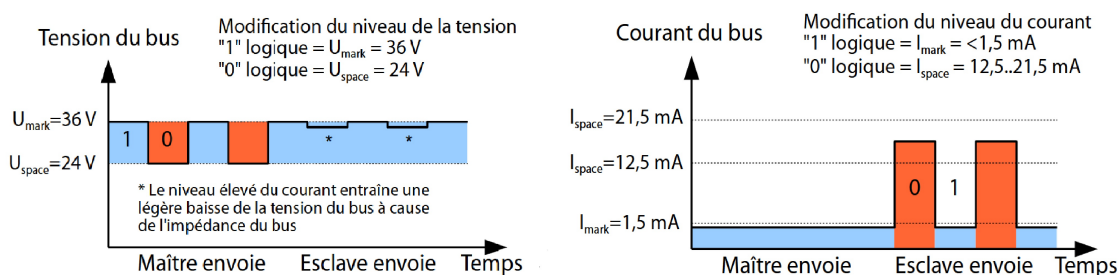 Modification du niveau de la tension
Tension du bus
"1" logique = Umark = 36 V
"0" logique = Uspace = 24 V
Umark=36 V
1
0
Uspace=24 V
*
*
* Le niveau élevé du courant entraîne une
légère baisse de la tension du bus à cause
de l'impédance du bus
Maître envoie
Esclave envoie
Temps
Modification du niveau du courant
Courant du bus
"1" logique = Imark = <1,5 mA
"0" logique = Ispace = 12,5..21,5 mA
Ispace=21,5 mA
Ispace=12,5 mA
0
1
Imark=1,5 mA
Maître envoie
Esclave envoie
Temps